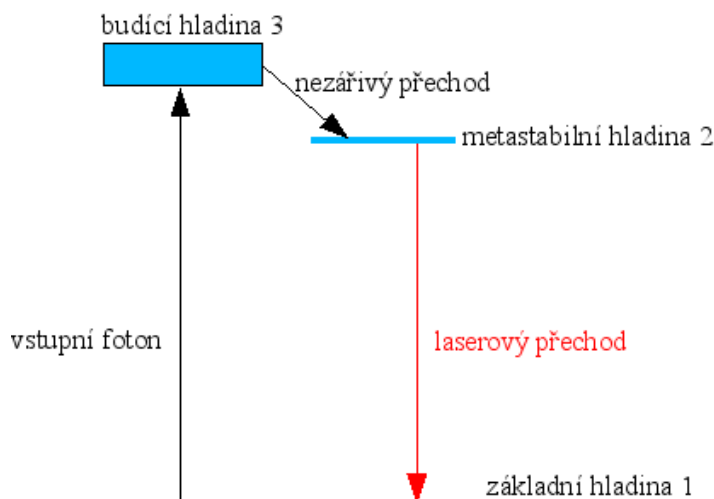 budící hladina 3
nezářivý přechod
metastabilní hladina 2
vstupní foton
laserový přechod
základní hladina 1